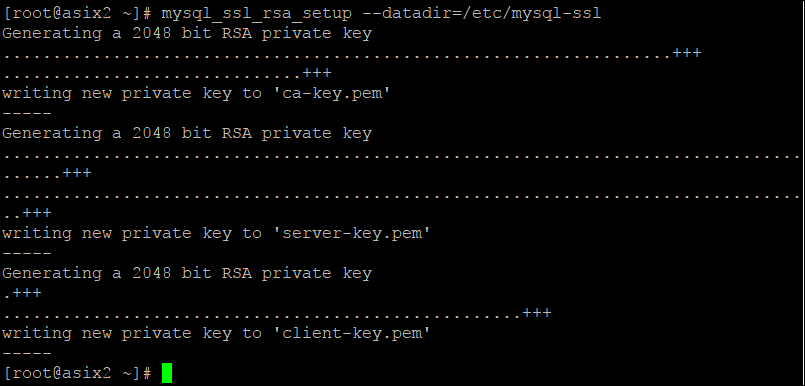 [root@asix2 ~]# mysql_ssl_rsa_setup --datadir=/etc/mysql-ssl
Generating a 2048 bit RSA private key
...................................................................+++
..............................+++
writing new private key to 'ca-key.pem'
-----
Generating a 2048 bit RSA private key
................................................................................
......+++
................................................................................
..+++
writing new private key to 'server-key.pem'
-----
Generating a 2048 bit RSA private key
.+++
....................................................+++
writing new private key to 'client-key.pem'
-----
[root@asix2 ~]#